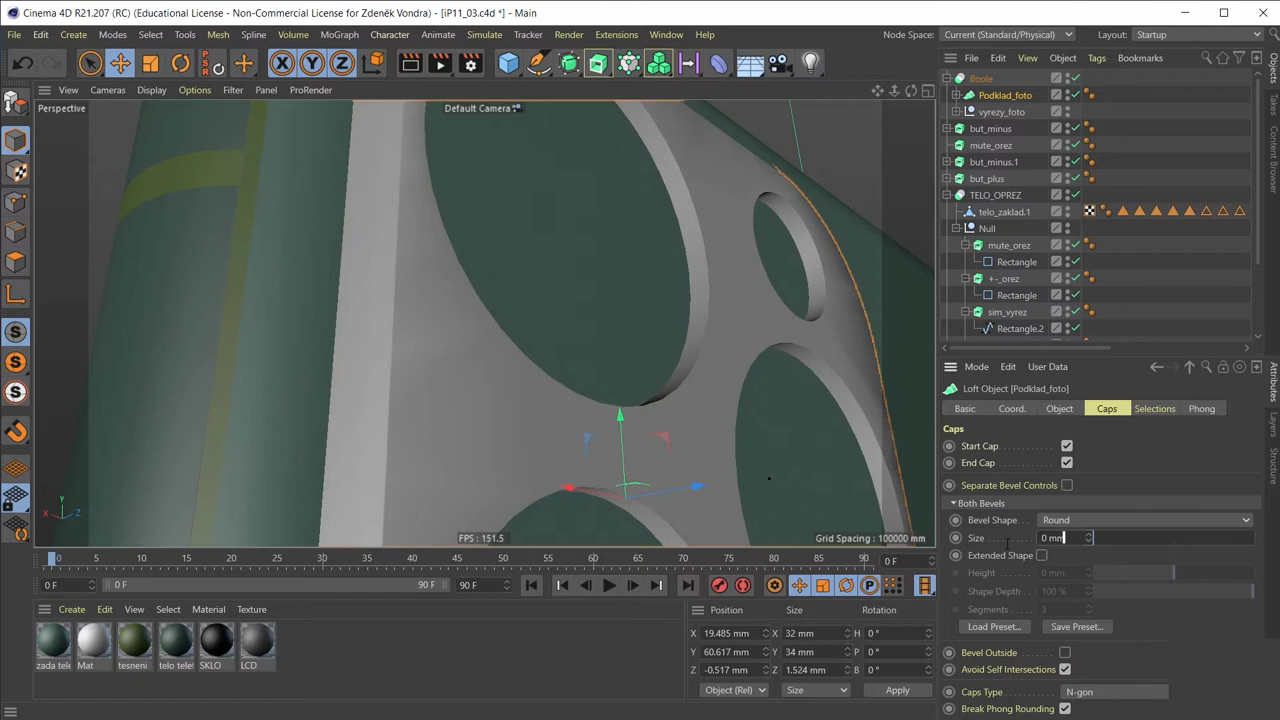 Cinema 4D R21.207 (RC) (Educational License - Non-Commercial License for Zdeněk Vondra) - [iP11_03.c4d *] - Main
File Edit Create Modes Select Tools Mesh Spline Volume MoGraph Character Animate Simulate Tracker Render Extensions Window Help Node Space: Current (Standard/Physical) Layout: Startup
PSR
X Y Z
File Edit View Object Tags Bookmarks
View Cameras Display Options Filter Panel ProRender
Perspective
Default Camera
Boole
Podklad_foto
vyrezy_foto
but_minus
mute_orez
but_minus.1
but_plus
TELO_OPREZ
telo_zaklad.1
Null
mute_orez
Rectangle
+-_orez
Rectangle
sim_vyrez
Rectangle.2
Objects
Takes
Content Browser
Attributes
Layers
Structure
Mode Edit User Data
Loft Object [Podklad_foto]
Basic Coord. Object Caps Selections Phong
Caps
Start Cap
End Cap
Separate Bevel Controls
Both Bevels
Bevel Shape Round
Size 0 mm
Extended Shape
Height 0 mm
Shape Depth 100 %
Segments 3
Load Preset... Save Preset...
Bevel Outside
Avoid Self Intersections
Caps Type N-gon
Break Phong Rounding
Y
X Z
FPS : 151.5
Grid Spacing : 100000 mm
0 5 10 15 20 25 30 35 40 45 50 55 60 65 70 75 80 85 90 0 F
0 F 0 F 90 F 90 F
Create Edit View Select Material Texture
zada tele Mat tesneni telo telef SKLO LCD
Position Size Rotation
X 19.485 mm X 32 mm H 0 °
Y 60.617 mm Y 34 mm P 0 °
Z -0.517 mm Z 1.524 mm B 0 °
Object (Rel) Size Apply